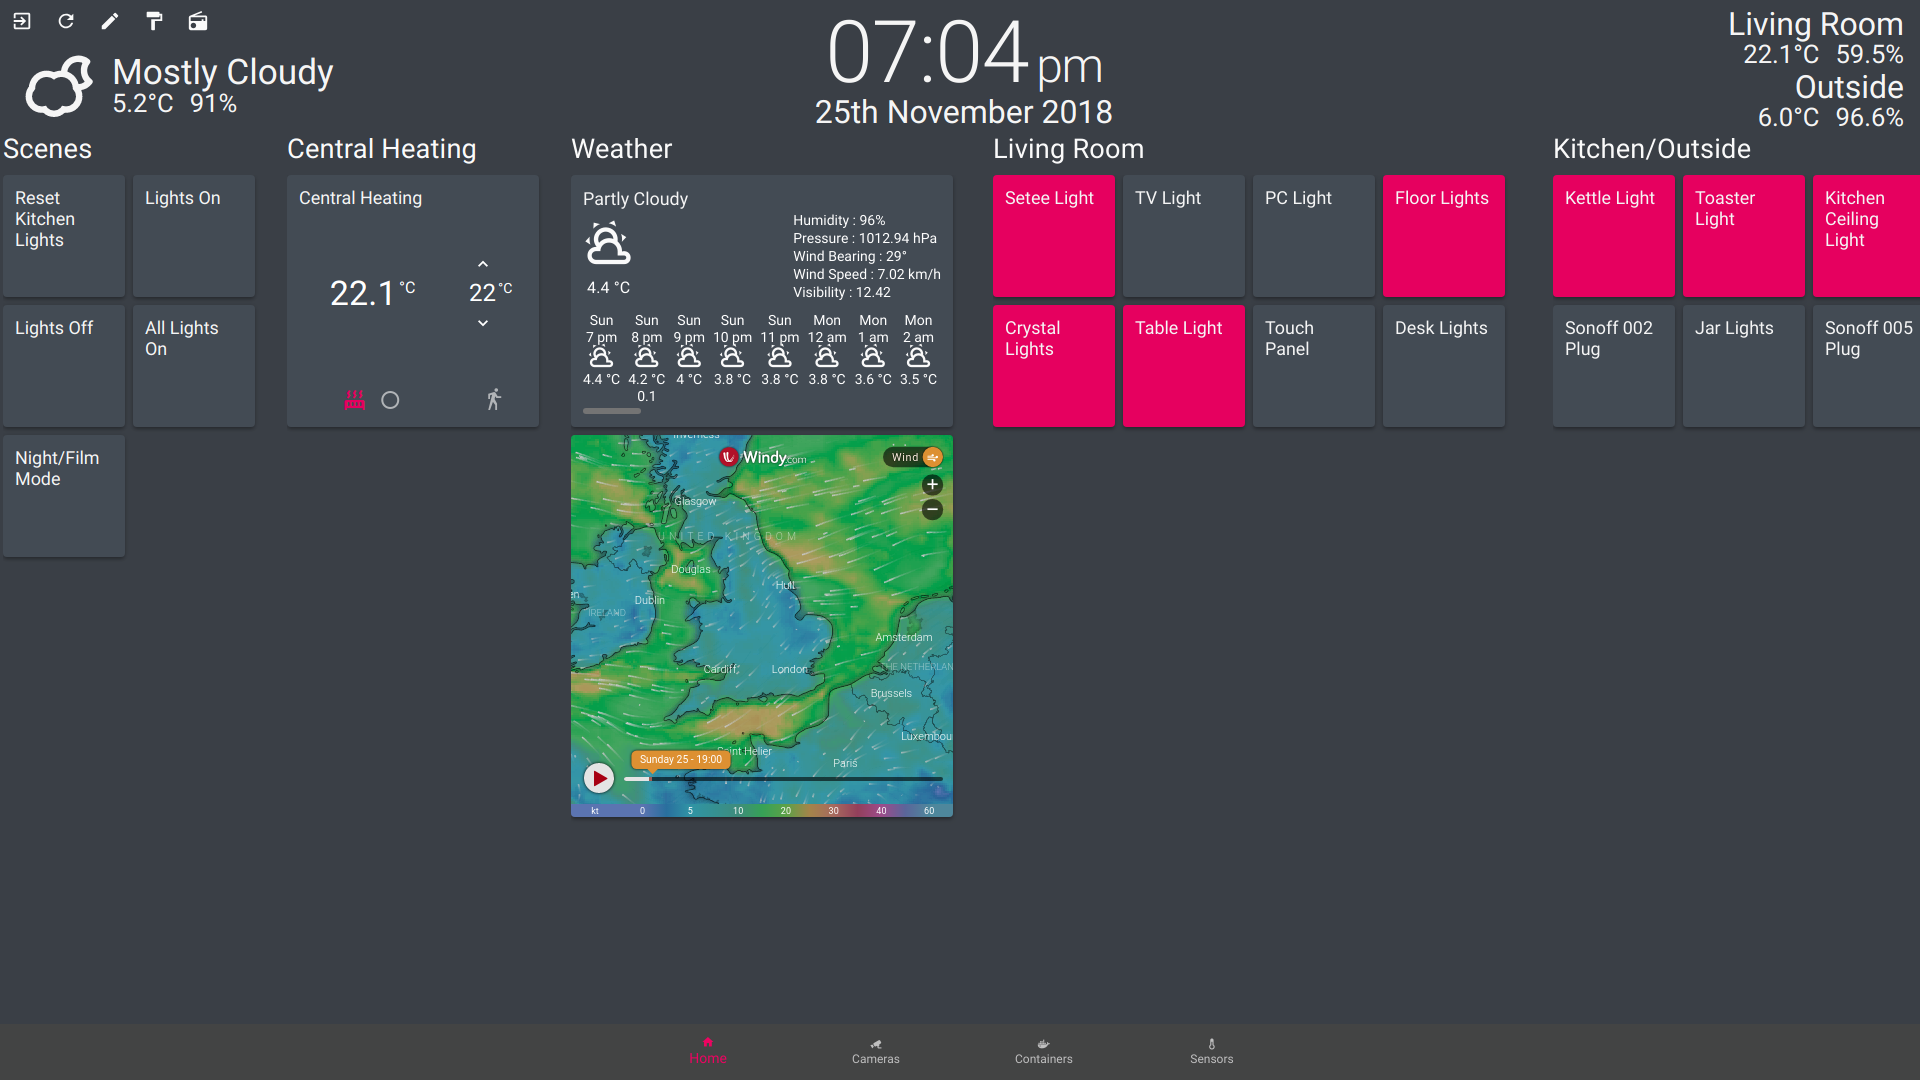 Mostly Cloudy
5.2°C 91%
07:04 pm
25th November 2018
Living Room
22.1°C 59.5%
Outside
6.0°C 96.6%
Scenes
Reset
Kitchen
Lights
Lights On
Lights Off
All Lights
On
Night/Film
Mode
Central Heating
Central Heating
22.1 °C
22 °C
Weather
Partly Cloudy
4.4 °C
Humidity : 96%
Pressure : 1012.94 hPa
Wind Bearing : 29°
Wind Speed : 7.02 km/h
Visibility : 12.42
Sun Sun Sun Sun Sun Mon Mon Mon
7 pm 8 pm 9 pm 10 pm 11 pm 12 am 1 am 2 am
4.4 °C 4.2 °C 4 °C 3.8 °C 3.8 °C 3.8 °C 3.6 °C 3.5 °C
0.1
Inverness
Windy.com
Wind
Glasgow
UNITED KINGDOM
Douglas
Hull
Dublin
IRELAND
Amsterdam
Cardiff
London
THE NETHERLAN
Brussels
Luxembou
Saint Helier
Sunday 25 - 19:00
Paris
kt 0 5 10 20 30 40 60
Living Room
Setee Light
TV Light
PC Light
Floor Lights
Crystal
Lights
Table Light
Touch
Panel
Desk Lights
Kitchen/Outside
Kettle Light
Toaster
Light
Kitchen
Ceiling
Light
Sonoff 002
Plug
Jar Lights
Sonoff 005
Plug
Home
Cameras
Containers
Sensors